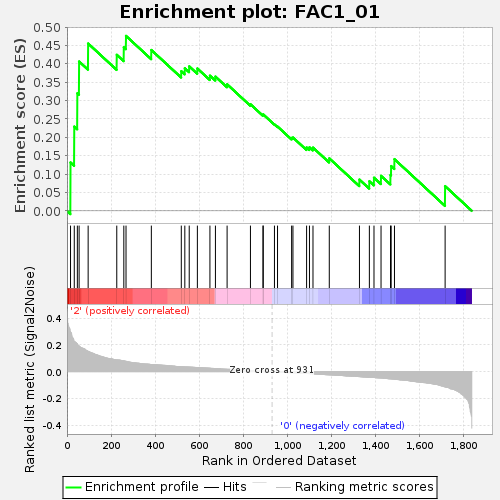 Enrichment plot: FAC1_01
Enrichment score (ES)
0.50
0.45
0.40
0.35
0.30
0.25
0.20
0.15
0.10
0.05
0.00
'2' (positively correlated)
Ranked list metric (Signal2Noise)
0.4
0.2
0.0
-0.2
-0.4
Zero cross at 931
'0' (negatively correlated)
0 200 400 600 800 1,000 1,200 1,400 1,600 1,800
Rank in Ordered Dataset
Enrichment profile Hits Ranking metric scores